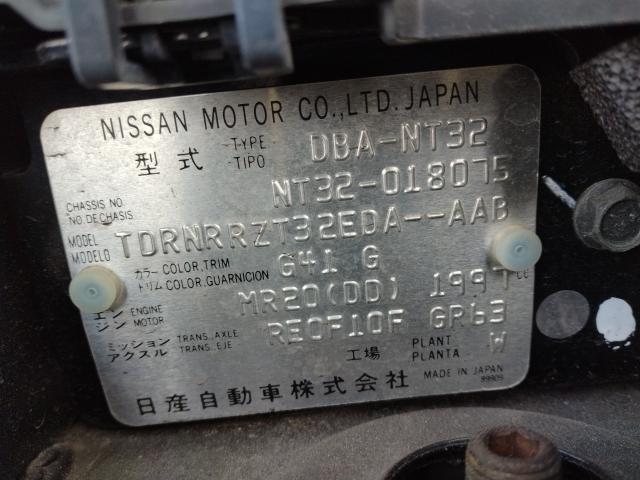 NISSAN MOTOR CO.,LTD. JAPAN
型式 TYPE TIPO DBA-NT32
CHASSIS NO. NO.DE CHASIS NT32-018075
MODEL MODELO TDRNRRZT32EDA--AAB
カラー COLOR,TRIM トリム COLOR,GUARNICION G41 G
エンジン ENGINE MOTOR MR20(DD) 1997 cc
ミッション アクスル TRANS.,AXLE TRANS.,EJE RE0F10F GR63
工場 PLANT PLANTA W
日産自動車株式会社 MADE IN JAPAN
89909